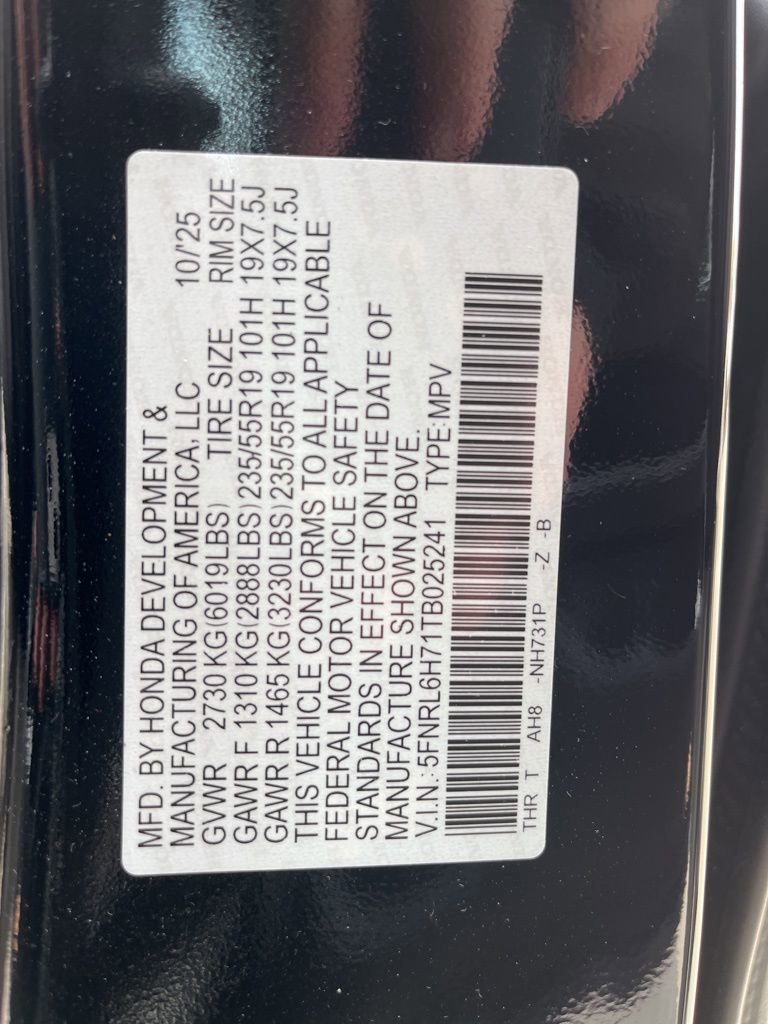 MFD. BY HONDA DEVELOPMENT &
MANUFACTURING OF AMERICA, LLC 10/'25
GVWR 2730 KG(6019LBS) TIRE SIZE RIM SIZE
GAWR F 1310 KG(2888LBS)235/55R19 101H 19X7.5J
GAWR R 1465 KG(3230LBS)235/55R19 101H 19X7.5J
THIS VEHICLE CONFORMS TO ALL APPLICABLE
FEDERAL MOTOR VEHICLE SAFETY
STANDARDS IN EFFECT ON THE DATE OF
MANUFACTURE SHOWN ABOVE.
V.I.N.:5FNRL6H71TB025241 TYPE:MPV
THR T AH8 -NH731P -Z -B